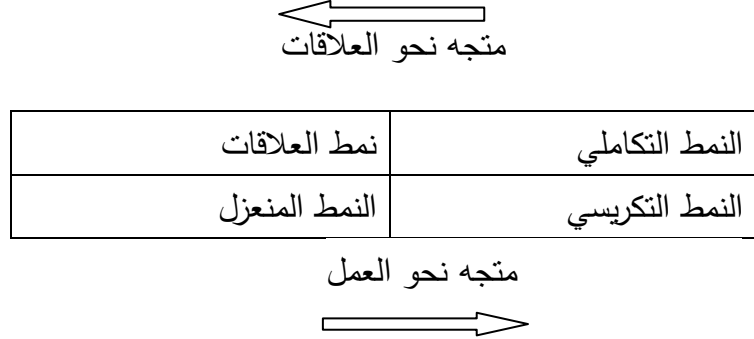 متجه نحو العلاقات
النمط التكاملي نمط العلاقات
النمط التكريسي النمط المنعزل
متجه نحو العمل